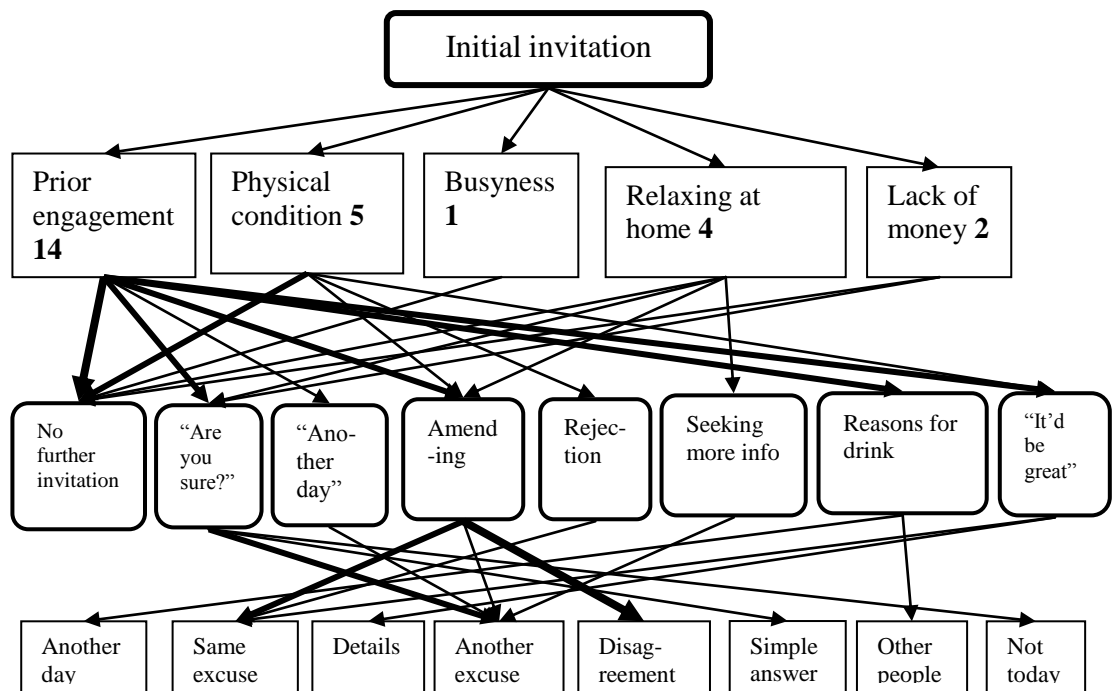 Initial invitation
Prior
engagement
14
Physical
condition 5
Busyness
1
Relaxing at
home 4
Lack of
money 2
No
further
invitation
“Are
you
sure?”
“Ano-
ther
day”
Amend
-ing
Rejec-
tion
Seeking
more info
Reasons for
drink
“It’d
be
great”
Another
day
Same
excuse
Details
Another
excuse
Disag-
reement
Simple
answer
Other
people
Not
today